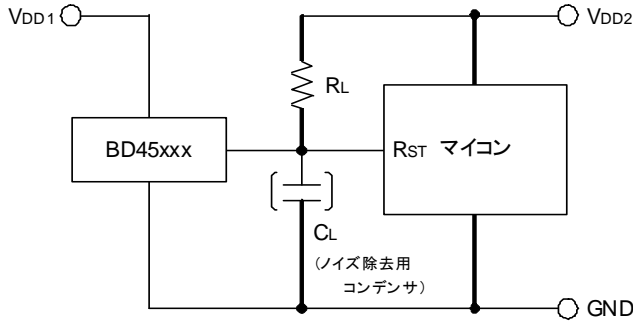 VDD1
VDD2
RL
BD45xxx
RST マイコン
CL
(ノイズ除去用
コンデンサ)
GND